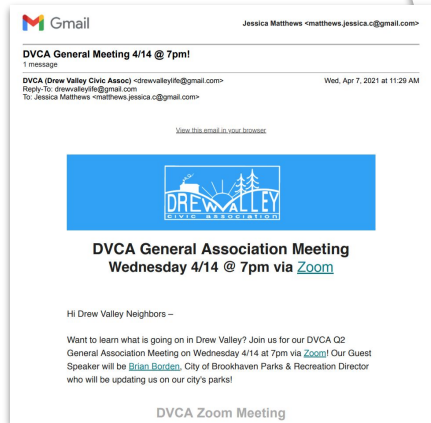 Gmail
Jessica Matthews <matthews.jessica.c@gmail.com>
DVCA General Meeting 4/14 @ 7pm!
1 message
DVCA (Drew Valley Civic Assoc) <drewvalleylife@gmail.com>
Wed, Apr 7, 2021 at 11:29 AM
Reply-To: drewvalleylife@gmail.com
To: Jessica Matthews <matthews.jessica.c@gmail.com>
View this email in your browser
DREW VALLEY
CIVIC ASSOCIATION
DVCA General Association Meeting
Wednesday 4/14 @ 7pm via Zoom
Hi Drew Valley Neighbors –
Want to learn what is going on in Drew Valley? Join us for our DVCA Q2
General Association Meeting on Wednesday 4/14 at 7pm via Zoom! Our Guest
Speaker will be Brian Borden, City of Brookhaven Parks & Recreation Director
who will be updating us on our city's parks!
DVCA Zoom Meeting